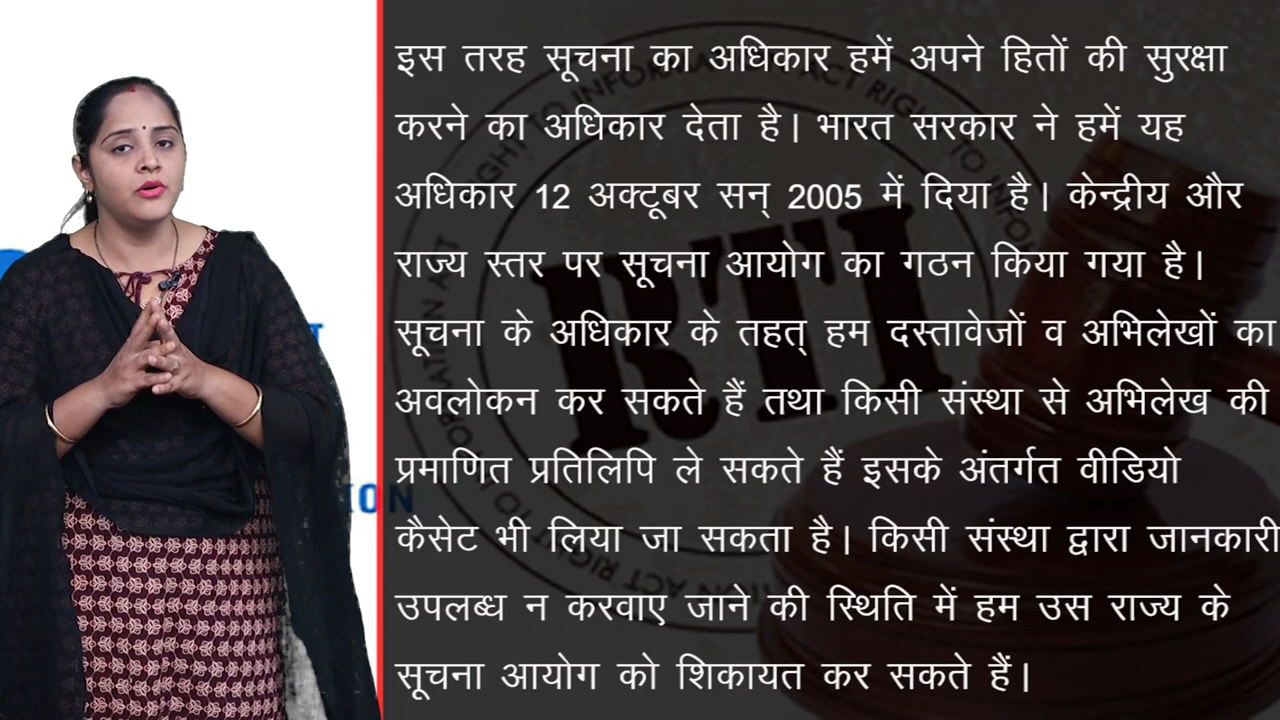 इस तरह सूचना का अधिकार हमें अपने हितों की सुरक्षा
करने का अधिकार देता है। भारत सरकार ने हमें यह
अधिकार 12 अक्टूबर सन् 2005 में दिया है। केन्द्रीय और
राज्य स्तर पर सूचना आयोग का गठन किया गया है।
सूचना के अधिकार के तहत् हम दस्तावेजों व अभिलेखों का
अवलोकन कर सकते हैं तथा किसी संस्था से अभिलेख की
प्रमाणित प्रतिलिपि ले सकते हैं इसके अंतर्गत वीडियो
कैसेट भी लिया जा सकता है। किसी संस्था द्वारा जानकारी
उपलब्ध न करवाए जाने की स्थिति में हम उस राज्य के
सूचना आयोग को शिकायत कर सकते हैं।
RTI